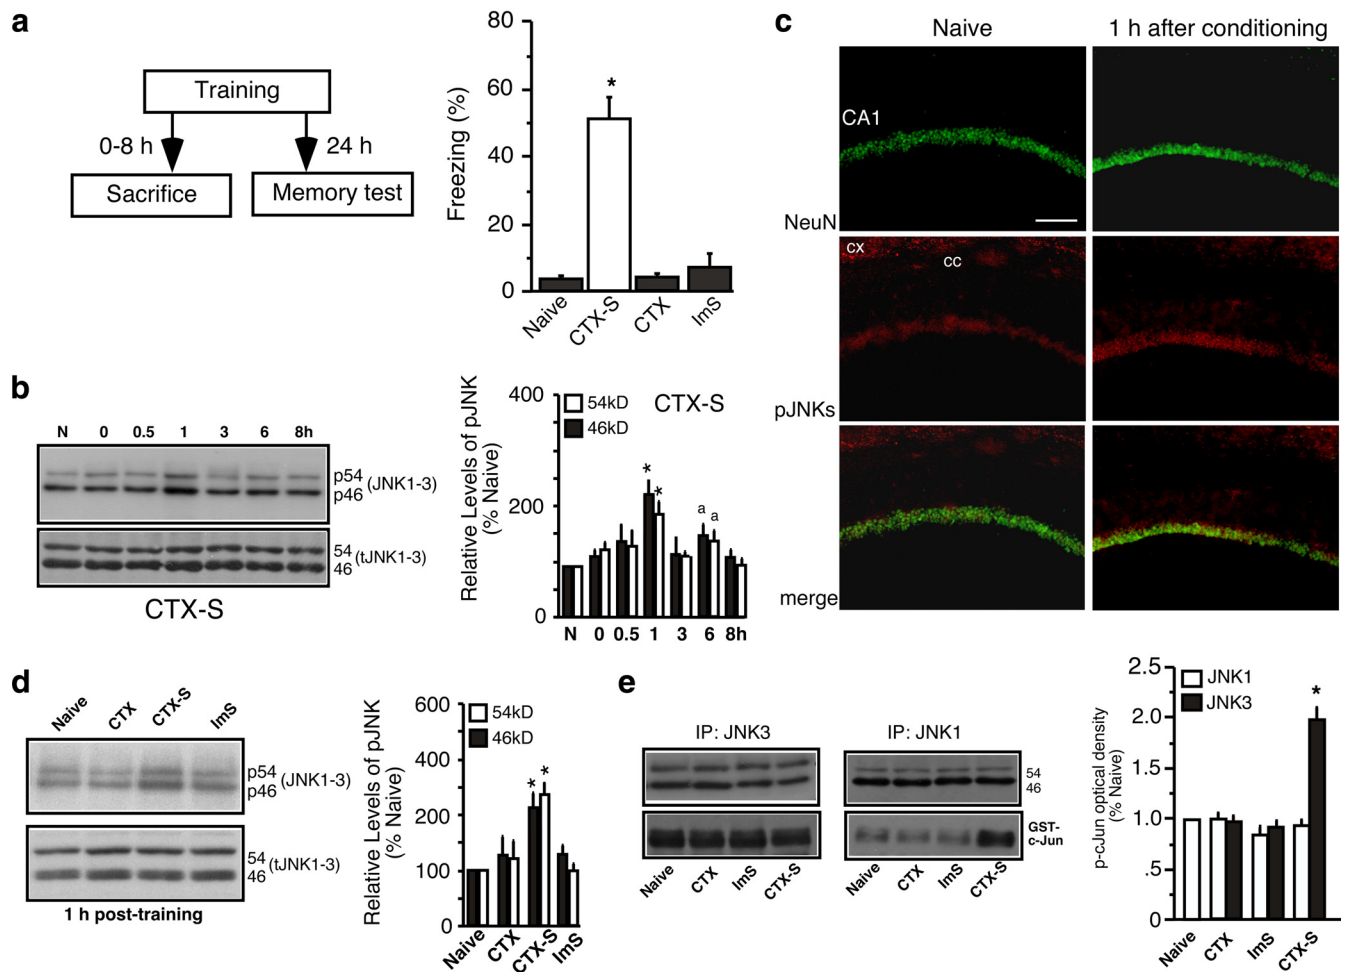 a
Training
0-8 h
24 h
Sacrifice
Memory test
Freezing (%)
80
60
40
20
0
*
Naive
CTX-S
CTX
ImS
b
N 0 0.5 1 3 6 8h
p54
p46
(JNK1-3)
54
46
(tJNK1-3)
CTX-S
Relative Levels of pJNK
(% Naive)
400
200
0
54kD
46kD
CTX-S
* * a a
N 0 0.5 1 3 6 8h
c
Naive 1 h after conditioning
CA1
NeuN
cx
cc
pJNKs
merge
d
Naive CTX CTX-S ImS
p54
p46
(JNK1-3)
54
46
(tJNK1-3)
1 h post-training
Relative Levels of pJNK
(% Naive)
600
400
200
100
0
54kD
46kD
* *
Naive
CTX
CTX-S
ImS
e
IP: JNK3 IP: JNK1
54
46
GST-
c-Jun
Naive CTX ImS CTX-S Naive CTX ImS CTX-S
p-cJun optical density
(% Naive)
2.5
2.0
1.5
1.0
0.5
0
JNK1
JNK3
*
Naive
CTX
ImS
CTX-S